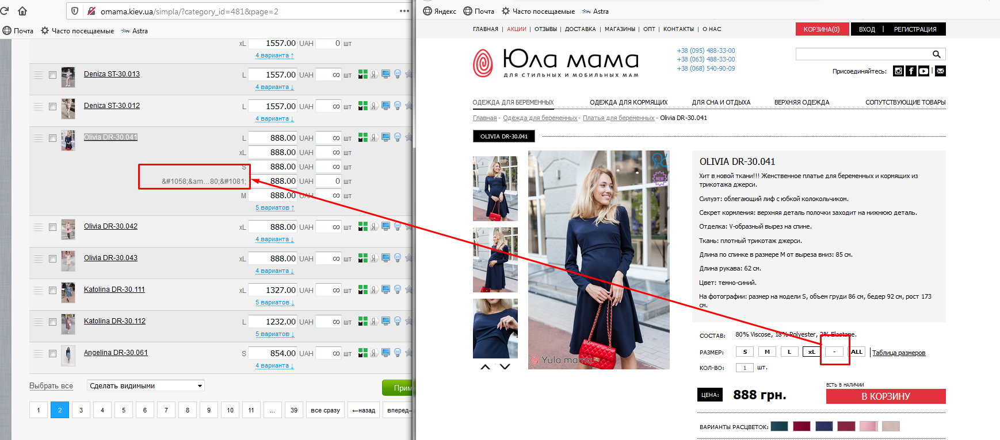 omama.kiev.ua/simpla/?category_id=481&page=2
Почта Часто посещаемые Astra
xL 1557.00 UAH 0 шт
4 варианта ↑
Deniza ST-30.013 L 1557.00 UAH ∞ шт
4 варианта ↓
Deniza ST-30.012 L 1557.00 UAH ∞ шт
4 варианта ↓
Olivia DR-30.041 L 888.00 UAH ∞ шт
xL 888.00 UAH ∞ шт
S 888.00 UAH ∞ шт
&#1058;&am...80;&#1081; 888.00 UAH 0 шт
M 888.00 UAH ∞ шт
5 вариатов ↑
Olivia DR-30.042 xL 888.00 UAH ∞ шт
4 варианта ↓
Olivia DR-30.043 xL 888.00 UAH ∞ шт
4 варианта ↓
Katolina DR-30.111 xL 1327.00 UAH ∞ шт
5 вариатов ↓
Katolina DR-30.112 L 1232.00 UAH ∞ шт
5 вариатов ↓
Angelina DR-30.061 S 854.00 UAH ∞ шт
4 варианта ↓
Выбрать все Сделать видимыми Прим
1 2 3 4 5 6 7 8 9 10 11 ... 39 все сразу ←назад вперед→
Яндекс Почта Часто посещаемые Astra
ГЛАВНАЯ | АКЦИИ | ОТЗЫВЫ | ДОСТАВКА | МАГАЗИНЫ | ОПТ | КОНТАКТЫ | О НАС КОРЗИНА(0) ВХОД | РЕГИСТРАЦИЯ
Юла мама
ДЛЯ СТИЛЬНЫХ И МОБИЛЬНЫХ МАМ
+38 (095) 488-33-00
+38 (063) 488-33-00
+38 (068) 540-90-09
Присоединяйтесь:
ОДЕЖДА ДЛЯ БЕРЕМЕННЫХ ОДЕЖДА ДЛЯ КОРМЯЩИХ ДЛЯ СНА И ОТДЫХА ВЕРХНЯЯ ОДЕЖДА СОПУТСТВУЮЩИЕ ТОВАРЫ
Главная - Одежда для беременных - Платья для беременных - Olivia DR-30.041
OLIVIA DR-30.041
Yula mama
OLIVIA DR-30.041
Хит в новой ткани!!! Женственное платье для беременных и кормящих из
трикотажа джерси.
Силуэт: облегающий лиф с юбкой колокольчиком.
Секрет кормления: верхняя деталь полочки заходит на нижнюю деталь.
Отделка: V-образный вырез на спине.
Ткань: плотный трикотаж джерси.
Длина по спинке в размере М от выреза вниз: 85 см.
Длина рукава: 62 см.
Цвет: темно-синий.
На фотографии: размер на модели S, объем груди 86 см, бедер 92 см, рост 173
см.
СОСТАВ: 80% Viscose, 18% Polyester, 2% Elastane.
РАЗМЕР: S M L xL - ALL Таблица размеров
КОЛ-ВО: 1 шт.
ЕСТЬ В НАЛИЧИИ
ЦЕНА: 888 грн. В КОРЗИНУ
ВАРИАНТЫ РАСЦВЕТОК: